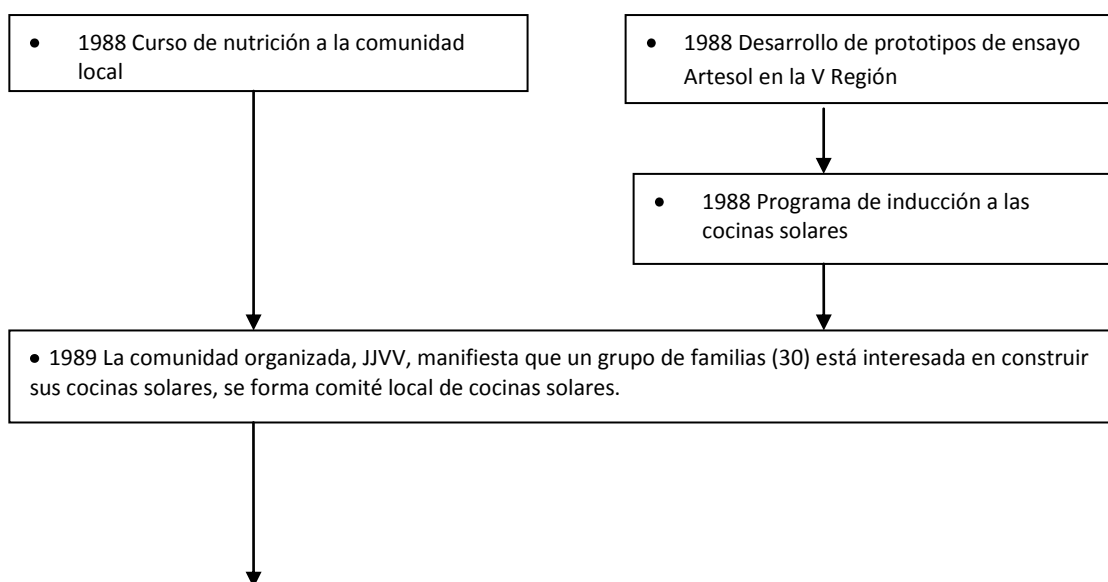 • 1988 Curso de nutrición a la comunidad
local
• 1988 Desarrollo de prototipos de ensayo
Artesol en la V Región
• 1988 Programa de inducción a las
cocinas solares
• 1989 La comunidad organizada, JJVV, manifiesta que un grupo de familias (30) está interesada en construir
sus cocinas solares, se forma comité local de cocinas solares.